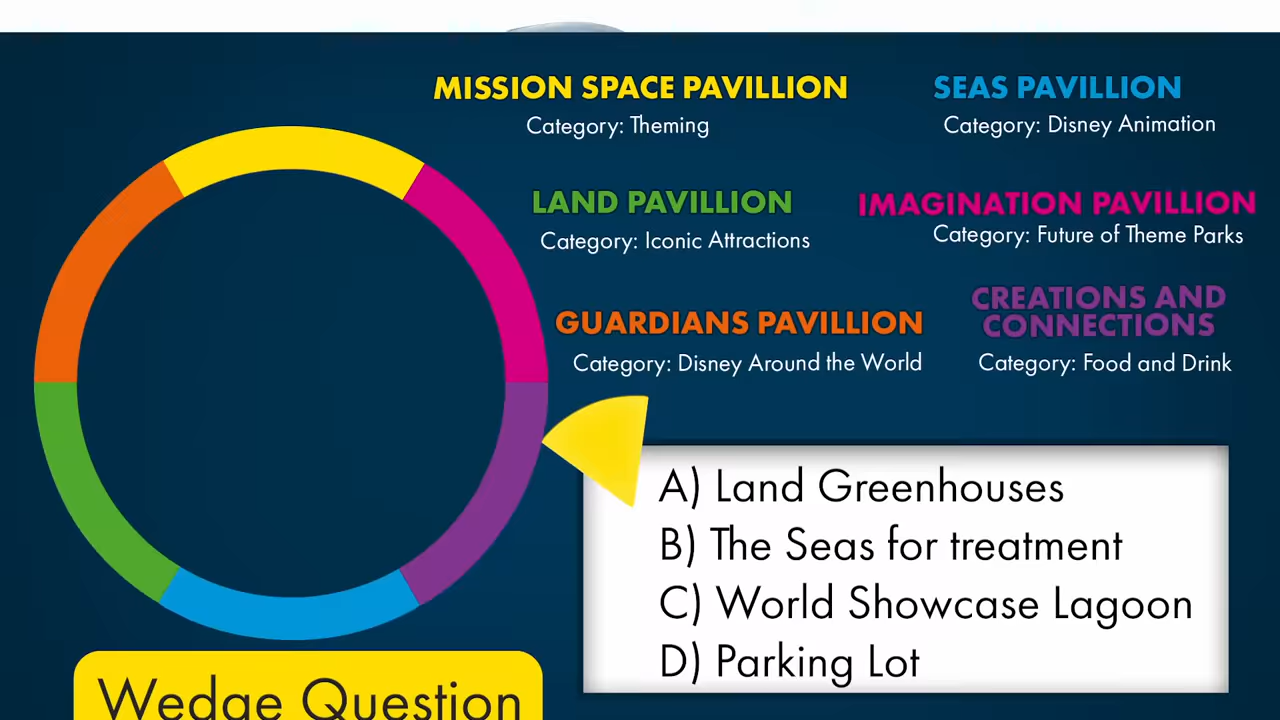 MISSION SPACE PAVILLION
Category: Theming
SEAS PAVILLION
Category: Disney Animation
LAND PAVILLION
Category: Iconic Attractions
IMAGINATION PAVILLION
Category: Future of Theme Parks
GUARDIANS PAVILLION
Category: Disney Around the World
CREATIONS AND
CONNECTIONS
Category: Food and Drink
A) Land Greenhouses
B) The Seas for treatment
C) World Showcase Lagoon
D) Parking Lot
Wedge Question